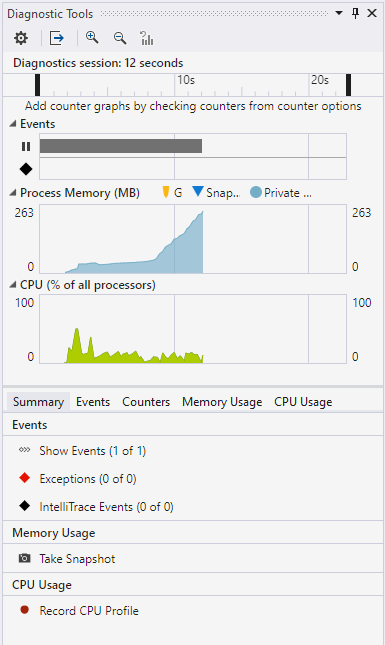 Diagnostic Tools
Diagnostics session: 12 seconds
10s 20s
Add counter graphs by checking counters from counter options
Events
Process Memory (MB) G Snap... Private ...
263 263
0 0
CPU (% of all processors)
100 100
0 0
Summary Events Counters Memory Usage CPU Usage
Events
Show Events (1 of 1)
Exceptions (0 of 0)
IntelliTrace Events (0 of 0)
Memory Usage
Take Snapshot
CPU Usage
Record CPU Profile